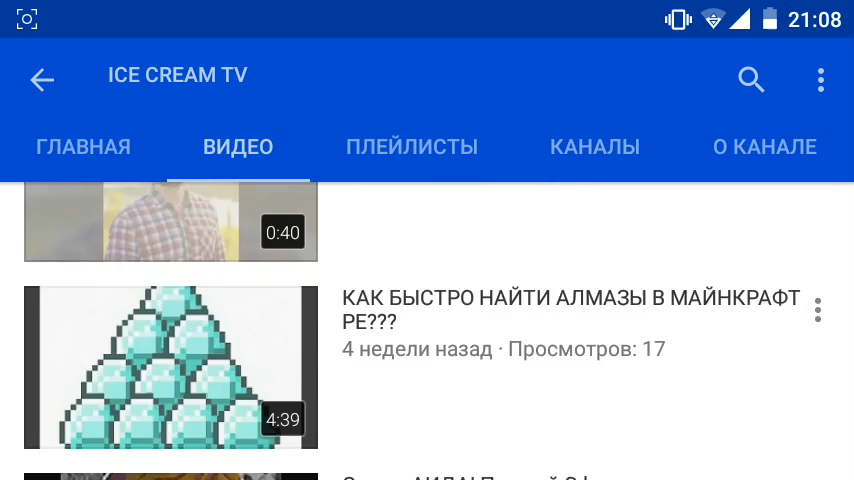 21:08
ICE CREAM TV
ГЛАВНАЯ ВИДЕО ПЛЕЙЛИСТЫ КАНАЛЫ О КАНАЛЕ
0:40
КАК БЫСТРО НАЙТИ АЛМАЗЫ В МАЙНКРАФТ
PE???
4 недели назад · Просмотров: 17
4:39